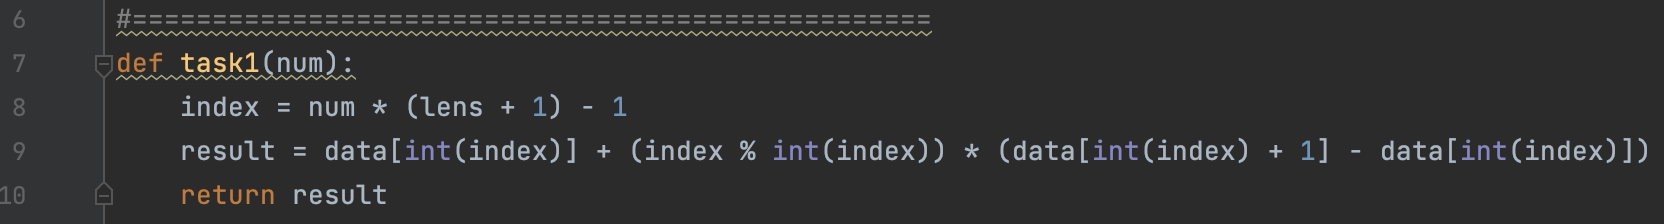 6 #==================================================
7 def task1(num):
8 index = num * (lens + 1) - 1
9 result = data[int(index)] + (index % int(index)) * (data[int(index) + 1] - data[int(index)])
10 return result